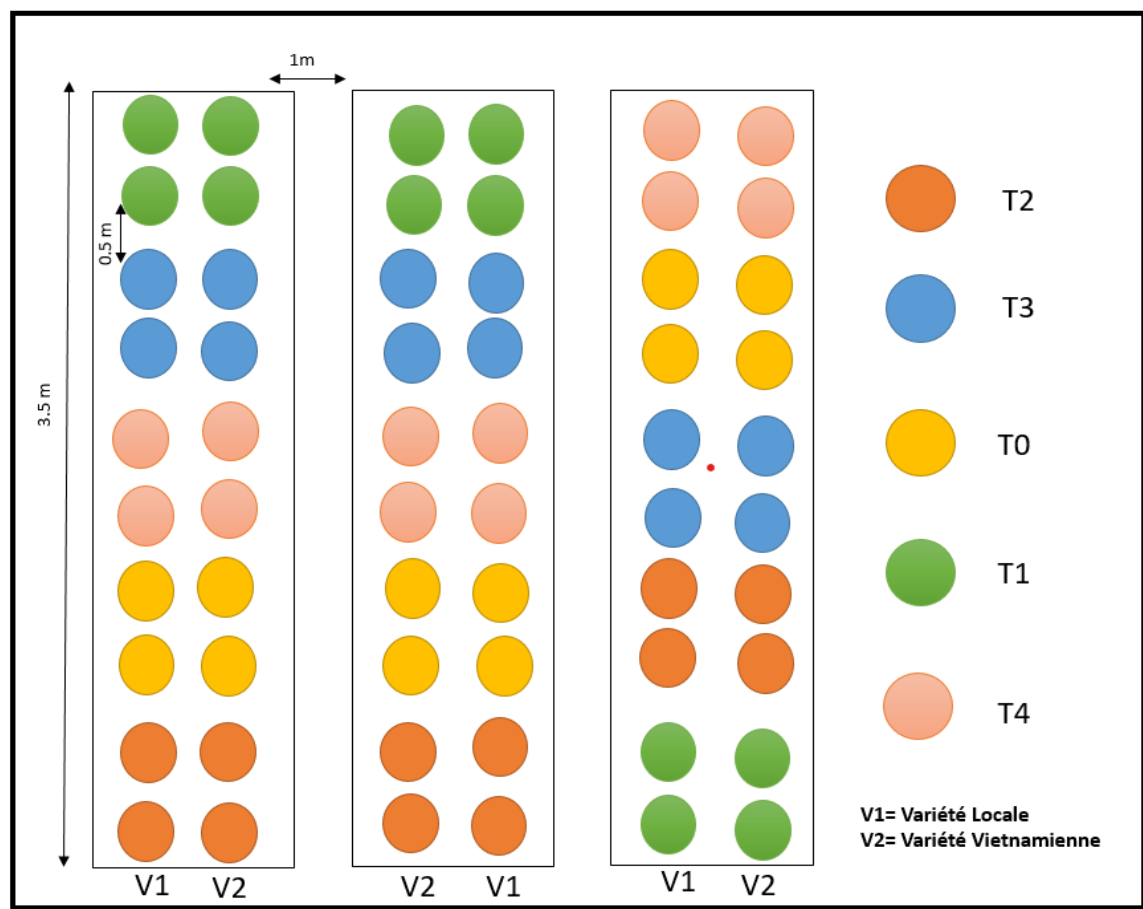 1m
0.5 m
3.5 m
T2
T3
T0
T1
T4
V1= Variété Locale
V2= Variété Vietnamienne
V1 V2 V2 V1 V1 V2